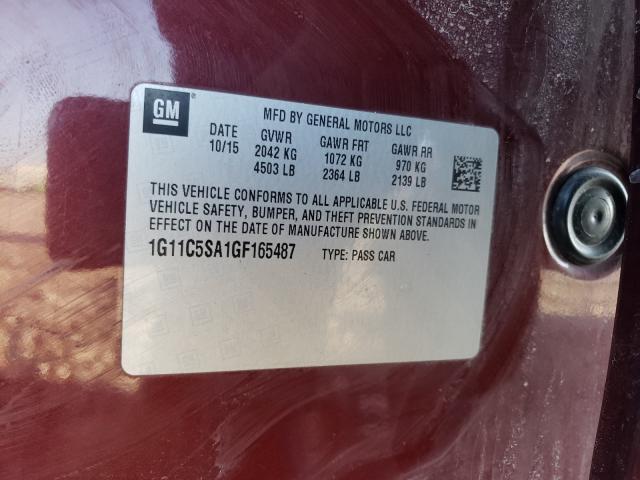 GM ®
MFD BY GENERAL MOTORS LLC
DATE GVWR GAWR FRT GAWR RR
10/15 2042 KG 1072 KG 970 KG
4503 LB 2364 LB 2139 LB
THIS VEHICLE CONFORMS TO ALL APPLICABLE U.S. FEDERAL MOTOR
VEHICLE SAFETY, BUMPER, AND THEFT PREVENTION STANDARDS IN
EFFECT ON THE DATE OF MANUFACTURE SHOWN ABOVE.
1G11C5SA1GF165487 TYPE: PASS CAR